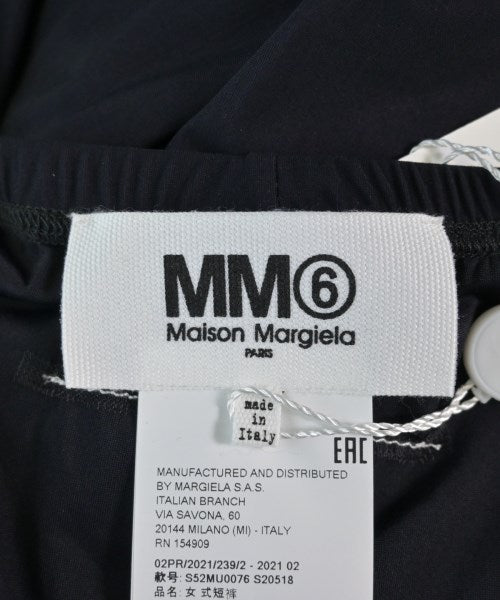 MM⑥
Maison Margiela
PARIS
made
in
Italy
EAC
MANUFACTURED AND DISTRIBUTED
BY MARGIELA S.A.S.
ITALIAN BRANCH
VIA SAVONA, 60
20144 MILANO (MI) - ITALY
RN 154909
02PR/2021/239/2 - 2021 02
款号: S52MU0076 S20518
品名: 女 式短裤